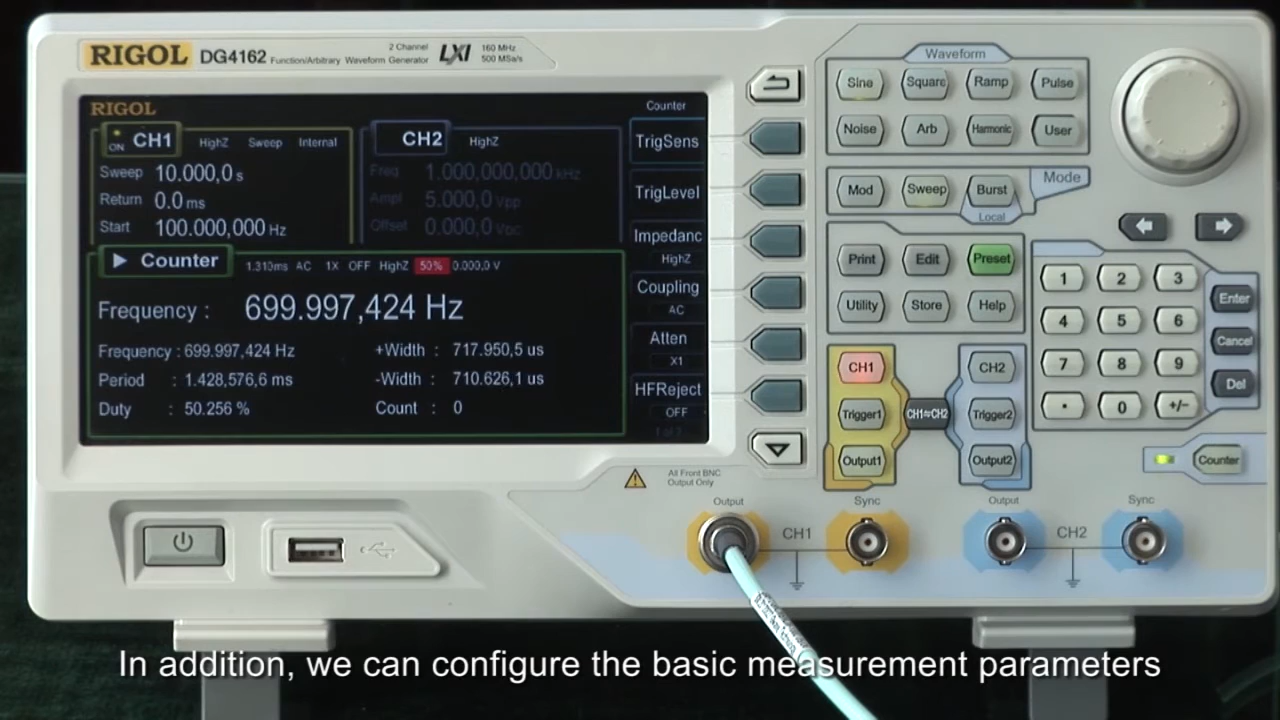 RIGOL DG4162 2 Channel Function/Arbitrary Waveform Generator LXI 160 MHz 500 MSa/s
RIGOL
Counter
ON CH1 HighZ Sweep Internal
Sweep 10.000,0 s
Return 0.0 ms
Start 100.000,000 Hz
CH2 HighZ
Freq 1.000,000,000 kHz
Ampl 5.000,0 Vpp
Offset 0.000,0 Vdc
Counter 1.310ms AC 1X OFF HighZ 50% 0.000,0 V
Frequency : 699.997,424 Hz
Frequency : 699.997,424 Hz +Width : 717.950,5 us
Period : 1.428,576,6 ms -Width : 710.626,1 us
Duty : 50.256 % Count : 0
TrigSens
TrigLevel
Impedanc
HighZ
Coupling
AC
Atten
X1
HFReject
OFF
Waveform
Sine Square Ramp Pulse
Noise Arb Harmonic User
Mod Sweep Burst Mode
Local
Print Edit Preset
Utility Store Help
1 2 3 Enter
4 5 6 Cancel
7 8 9 Del
. 0 +/-
CH1 CH2
Trigger1 CH1⇋CH2 Trigger2
Output1 Output2
Counter
All Front BNC
Output Only
Output Sync Output Sync
CH1 CH2
In addition, we can configure the basic measurement parameters